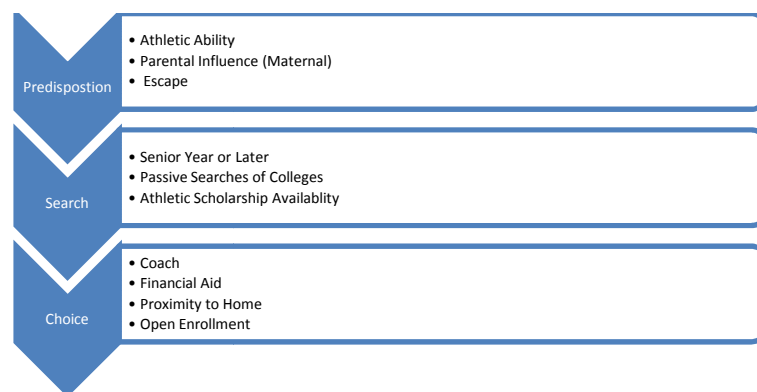 Predispostion
• Athletic Ability
• Parental Influence (Maternal)
• Escape
Search
• Senior Year or Later
• Passive Searches of Colleges
• Athletic Scholarship Availablity
Choice
• Coach
• Financial Aid
• Proximity to Home
• Open Enrollment